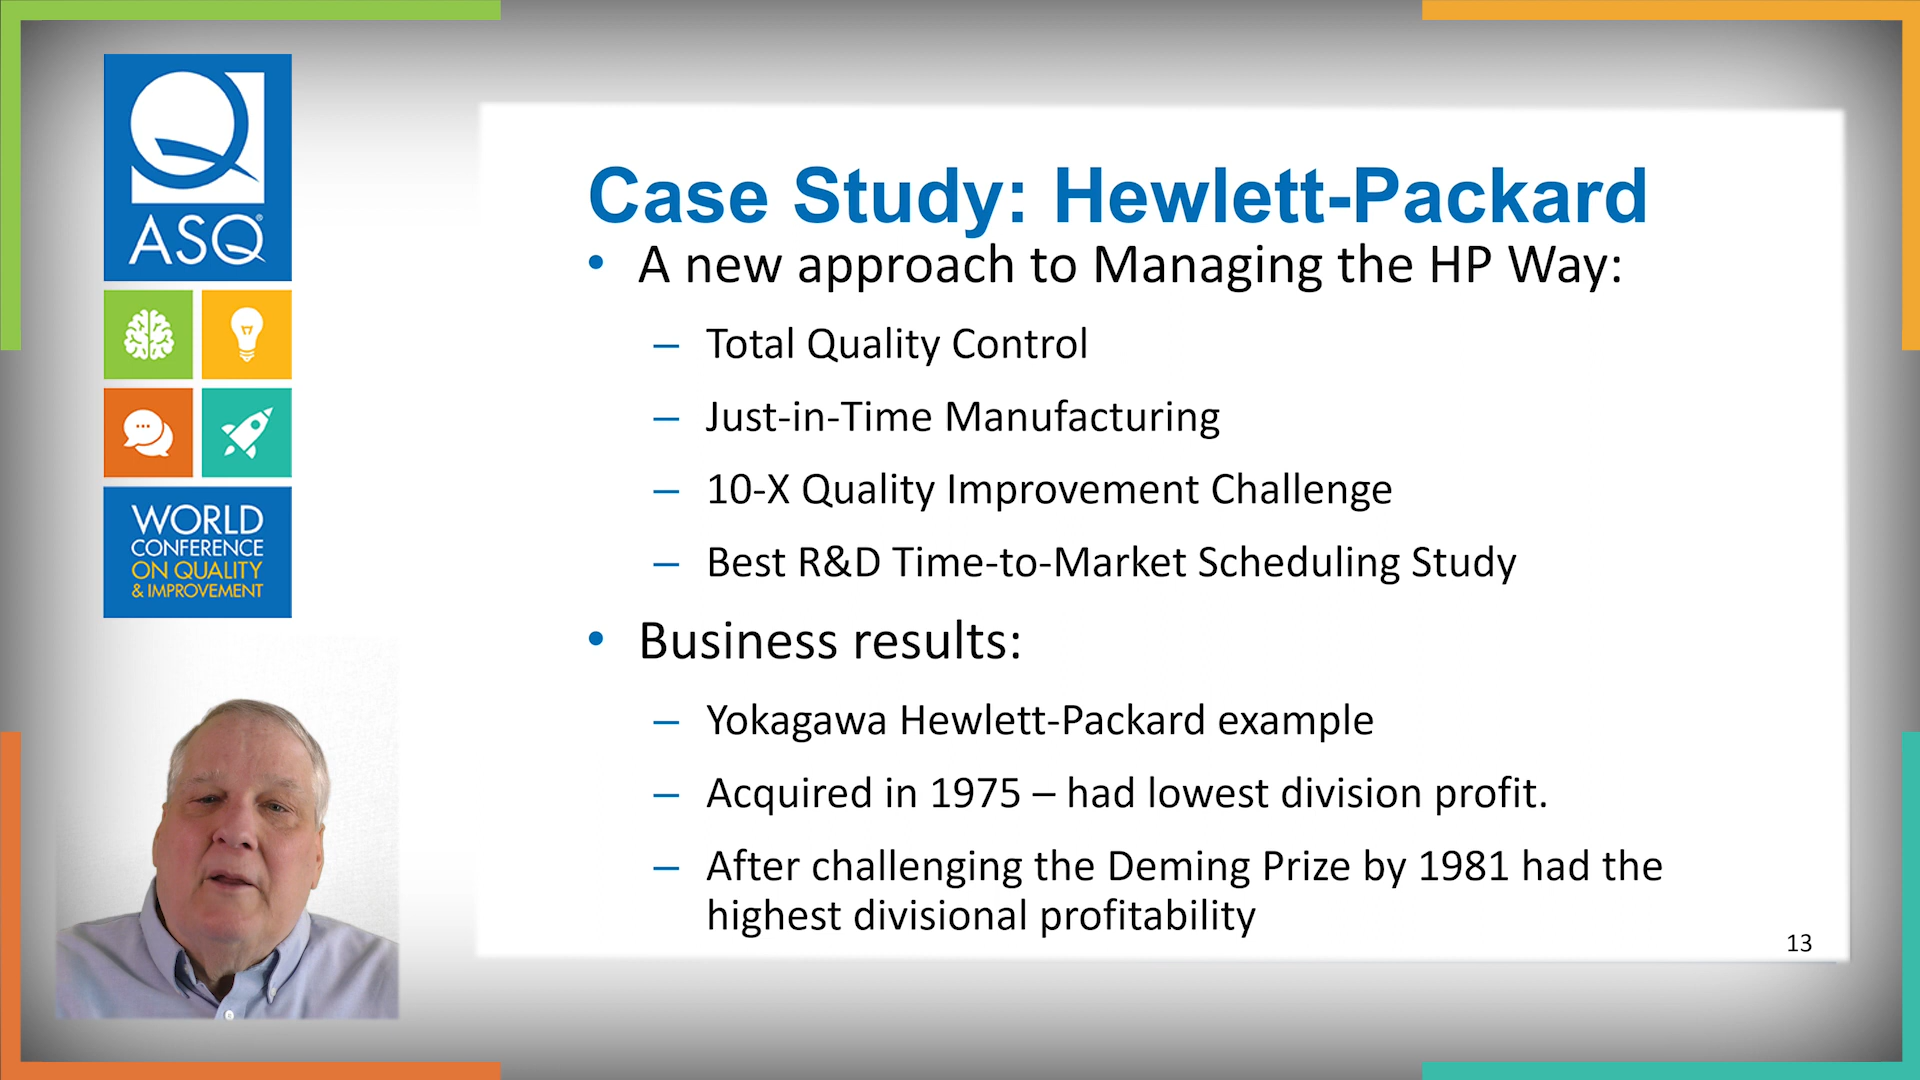 ASQ
WORLD
CONFERENCE
ON QUALITY
& IMPROVEMENT
Case Study: Hewlett-Packard
• A new approach to Managing the HP Way:
– Total Quality Control
– Just-in-Time Manufacturing
– 10-X Quality Improvement Challenge
– Best R&D Time-to-Market Scheduling Study
• Business results:
– Yokagawa Hewlett-Packard example
– Acquired in 1975 – had lowest division profit.
– After challenging the Deming Prize by 1981 had the
highest divisional profitability
13